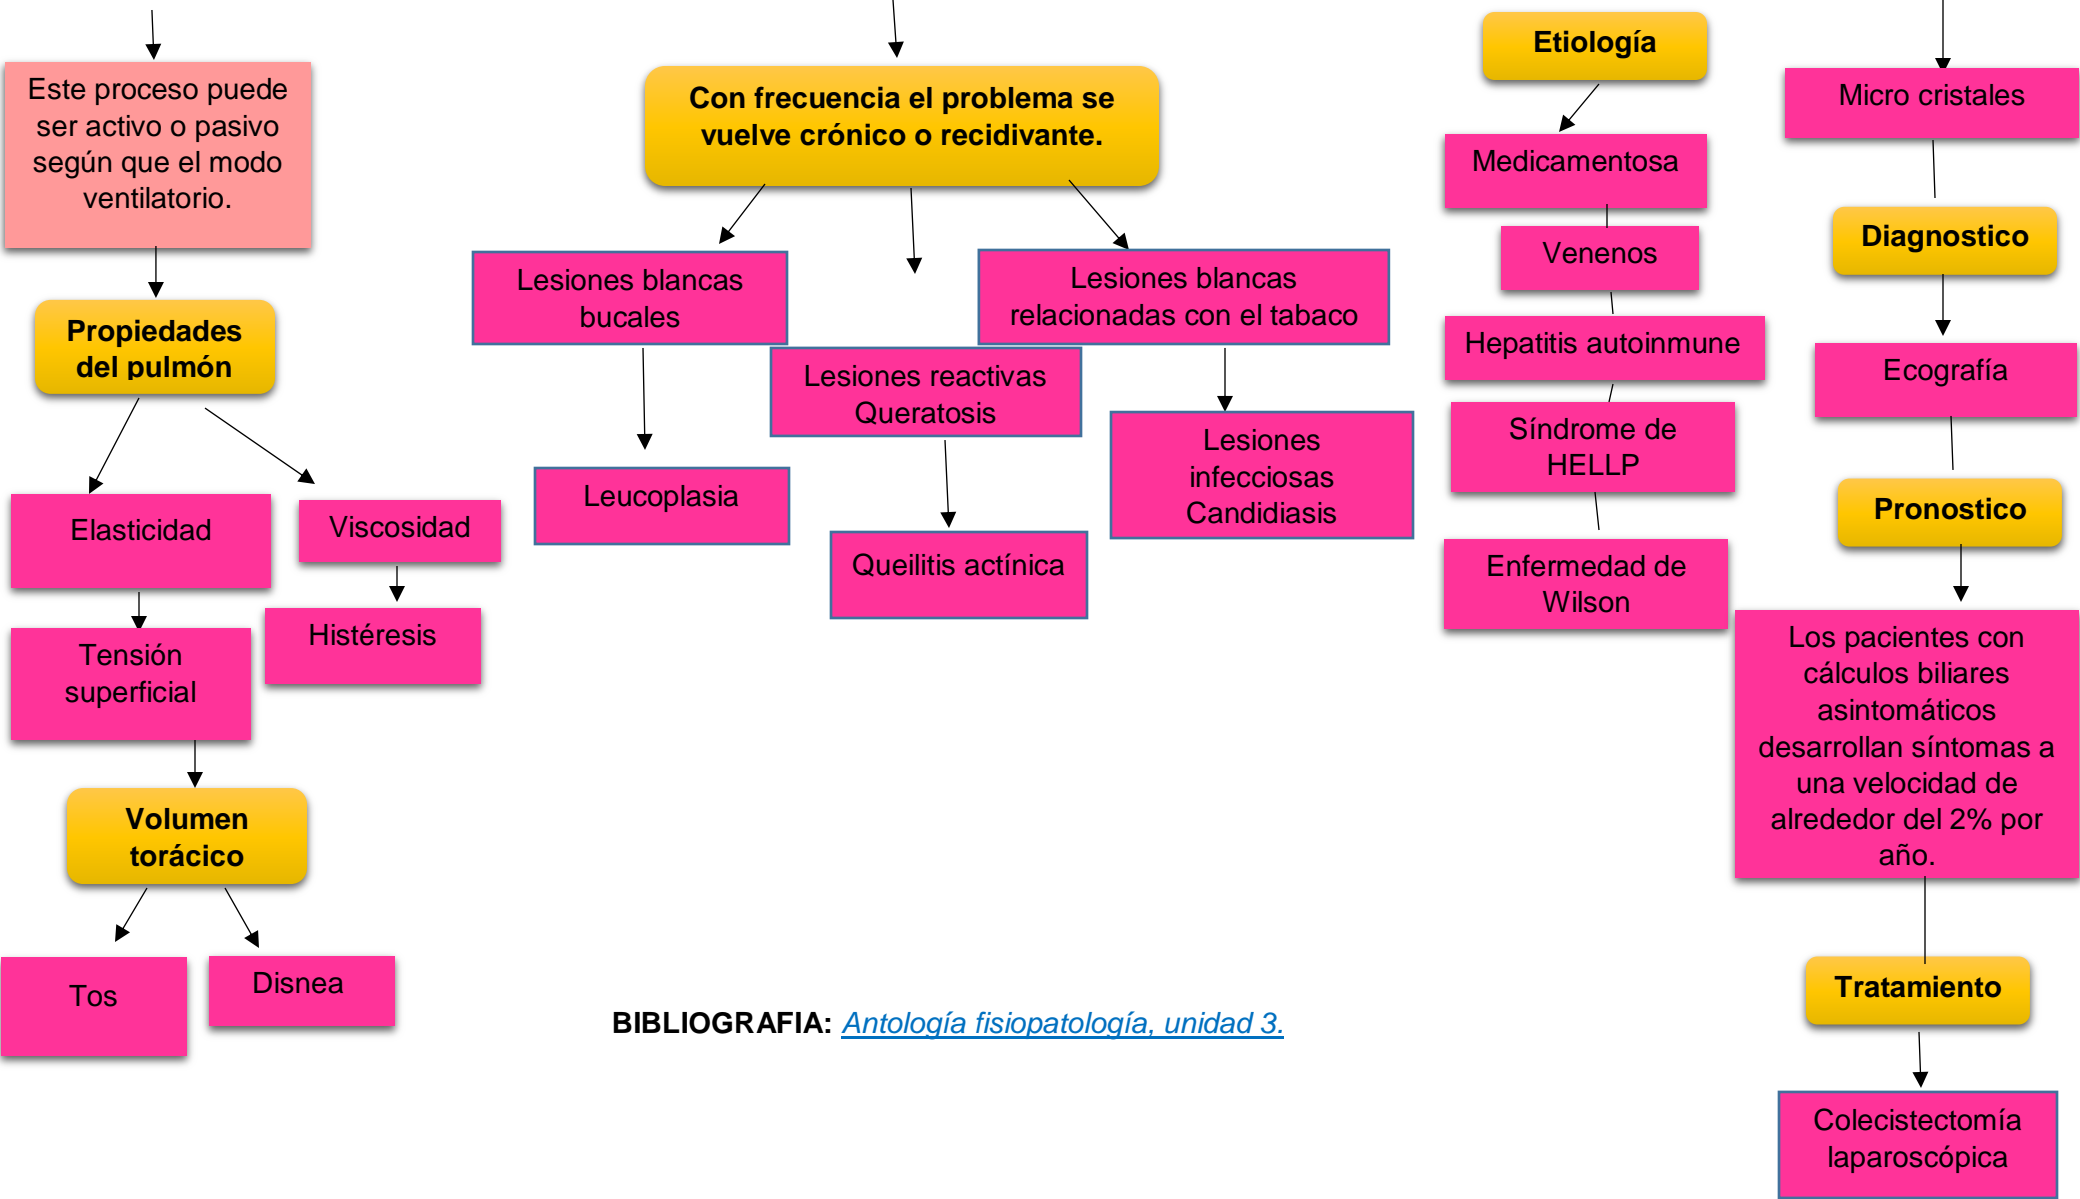 Este proceso puede
ser activo o pasivo
según que el modo
ventilatorio.
Propiedades
del pulmón
Elasticidad
Viscosidad
Tensión
superficial
Histéresis
Volumen
torácico
Tos
Disnea
Con frecuencia el problema se
vuelve crónico o recidivante.
Lesiones blancas
bucales
Lesiones blancas
relacionadas con el tabaco
Lesiones reactivas
Queratosis
Leucoplasia
Lesiones
infecciosas
Candidiasis
Queilitis actínica
BIBLIOGRAFIA: Antología fisiopatología, unidad 3.
Etiología
Medicamentosa
Venenos
Hepatitis autoinmune
Síndrome de
HELLP
Enfermedad de
Wilson
Micro cristales
Diagnostico
Ecografía
Pronostico
Los pacientes con
cálculos biliares
asintomáticos
desarrollan síntomas a
una velocidad de
alrededor del 2% por
año.
Tratamiento
Colecistectomía
laparoscópica